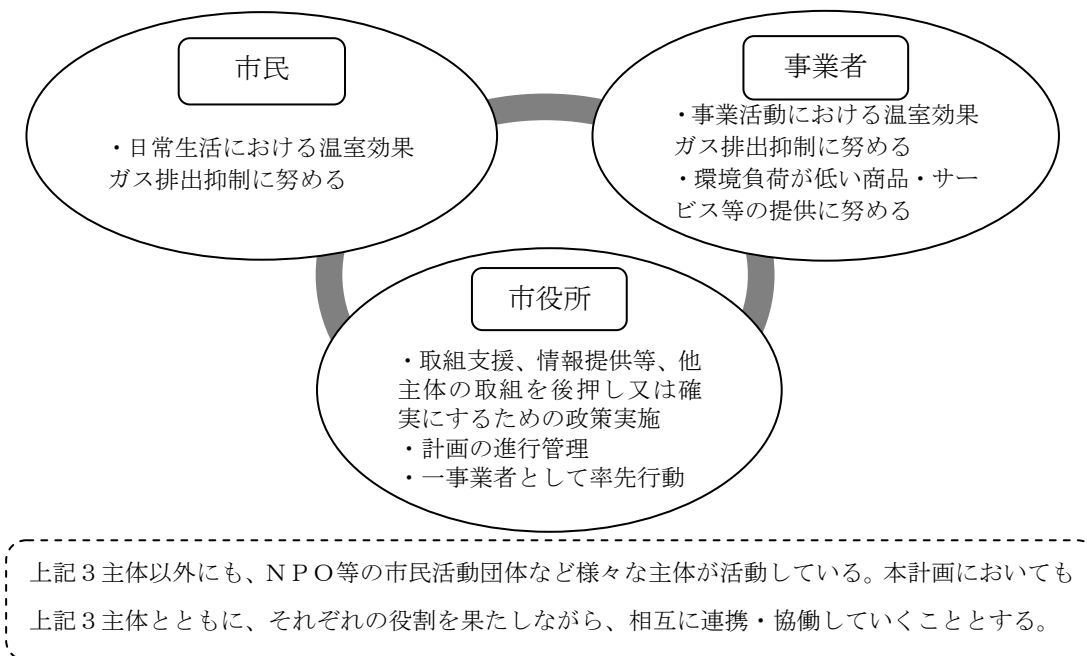 市民
・日常生活における温室効果
ガス排出抑制に努める
事業者
・事業活動における温室効果
ガス排出抑制に努める
・環境負荷が低い商品・サー
ビス等の提供に努める
市役所
・取組支援、情報提供等、他
主体の取組を後押し又は確
実にするための政策実施
・計画の進行管理
・一事業者として率先行動
上記３主体以外にも、ＮＰＯ等の市民活動団体など様々な主体が活動している。本計画においても
上記３主体とともに、それぞれの役割を果たしながら、相互に連携・協働していくこととする。